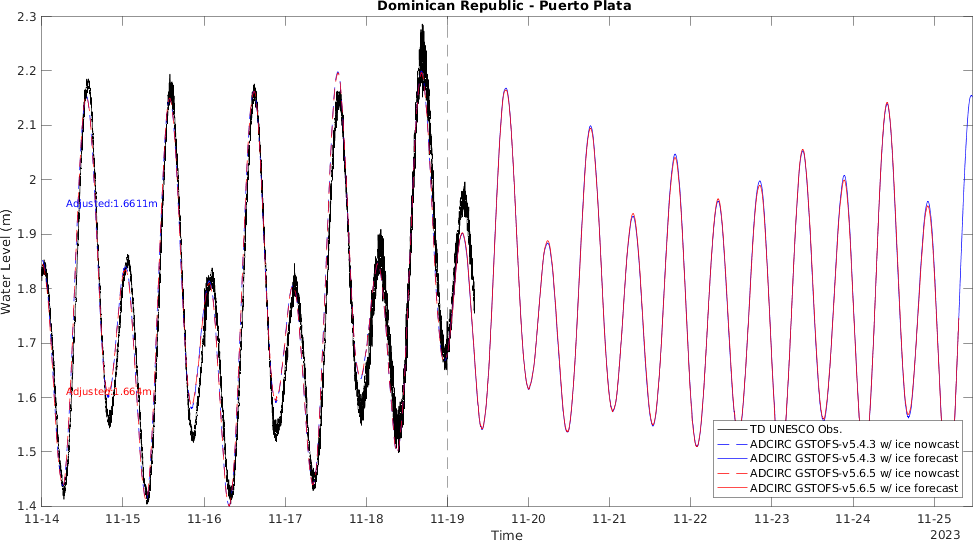 Dominican Republic - Puerto Plata
2.3
2.2
2.1
2
1.9
1.8
1.7
1.6
1.5
1.4
Water Level (m)
Adjusted:1.6611m
Adjusted:1.664m
TD UNESCO Obs.
ADCIRC GSTOFS-v5.4.3 w/ ice nowcast
ADCIRC GSTOFS-v5.4.3 w/ ice forecast
ADCIRC GSTOFS-v5.6.5 w/ ice nowcast
ADCIRC GSTOFS-v5.6.5 w/ ice forecast
11-14 11-15 11-16 11-17 11-18 11-19 11-20 11-21 11-22 11-23 11-24 11-25
2023
Time